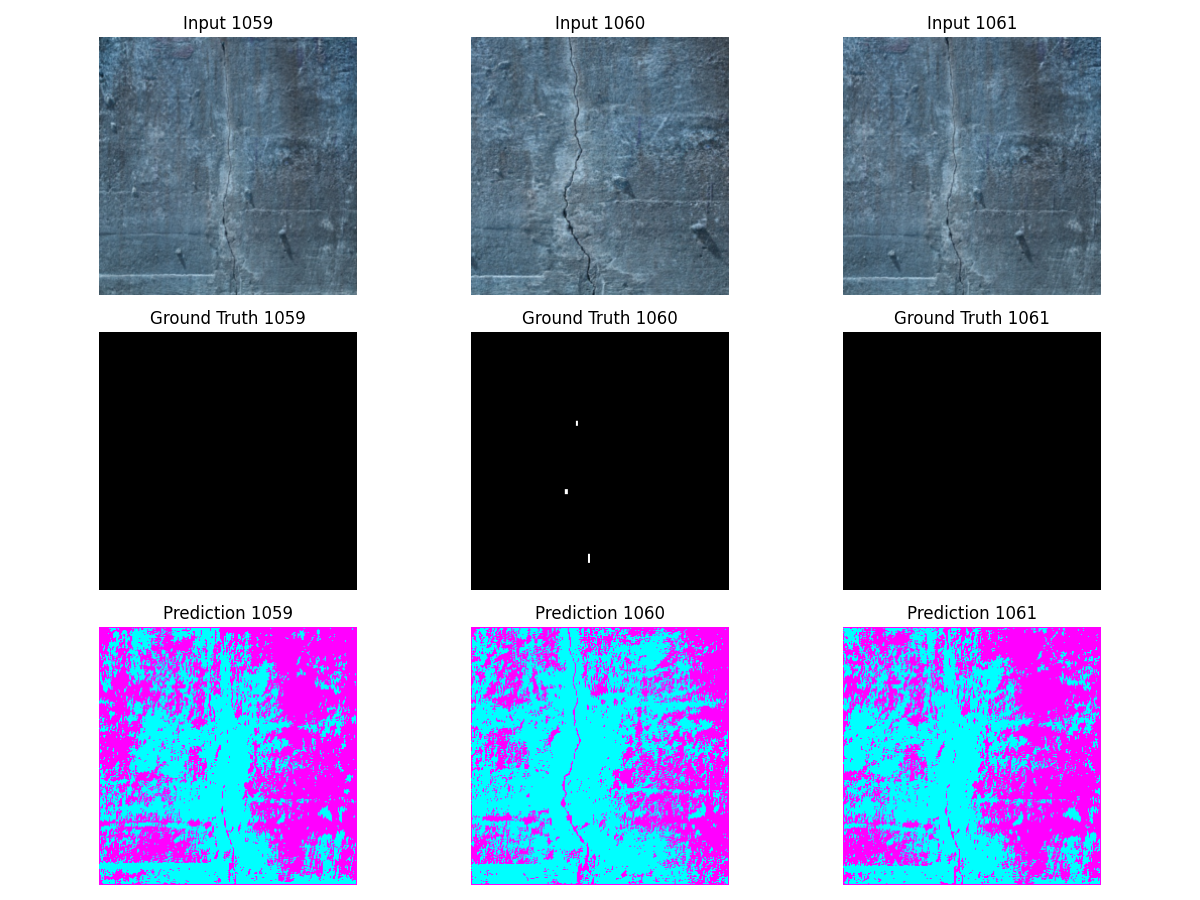 Input 1059
Input 1060
Input 1061
Ground Truth 1059
Ground Truth 1060
Ground Truth 1061
Prediction 1059
Prediction 1060
Prediction 1061